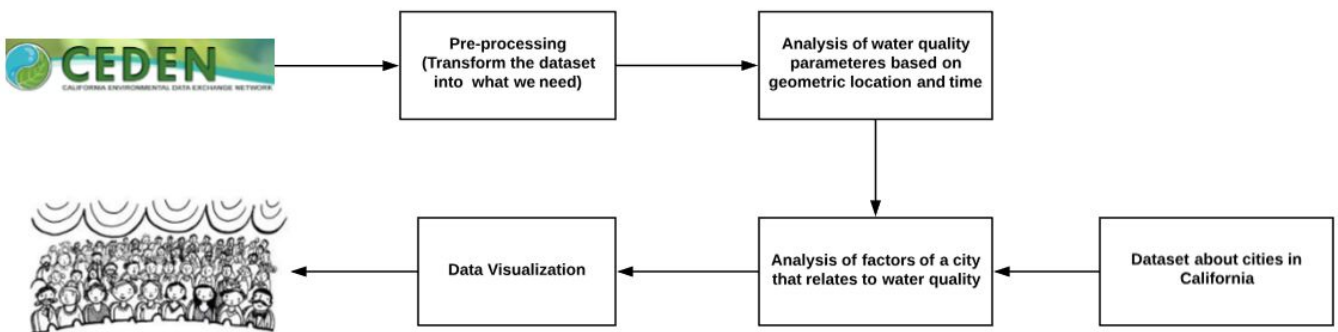 CEDEN
CALIFORNIA ENVIRONMENTAL DATA EXCHANGE NETWORK
Pre-processing
(Transform the dataset
into what we need)
Analysis of water quality
parameteres based on
geometric location and time
Data Visualization
Analysis of factors of a city
that relates to water quality
Dataset about cities in
California